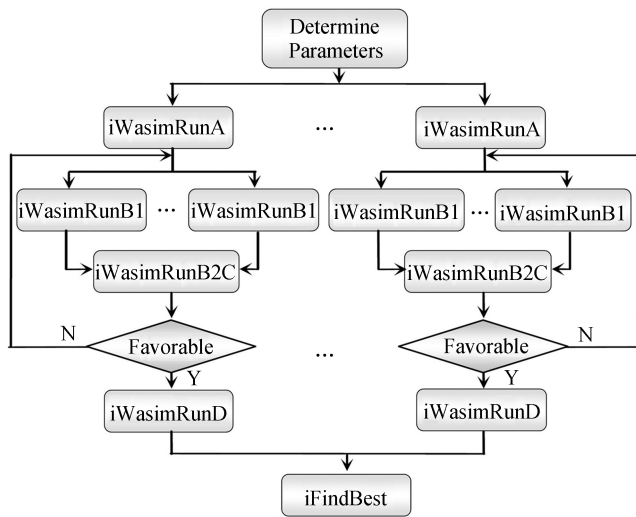 Determine
Parameters
iWasimRunA
...
iWasimRunA
iWasimRunB1
...
iWasimRunB1
iWasimRunB1
...
iWasimRunB1
iWasimRunB2C
iWasimRunB2C
N
Favorable
...
Favorable
N
Y
Y
iWasimRunD
iWasimRunD
iFindBest